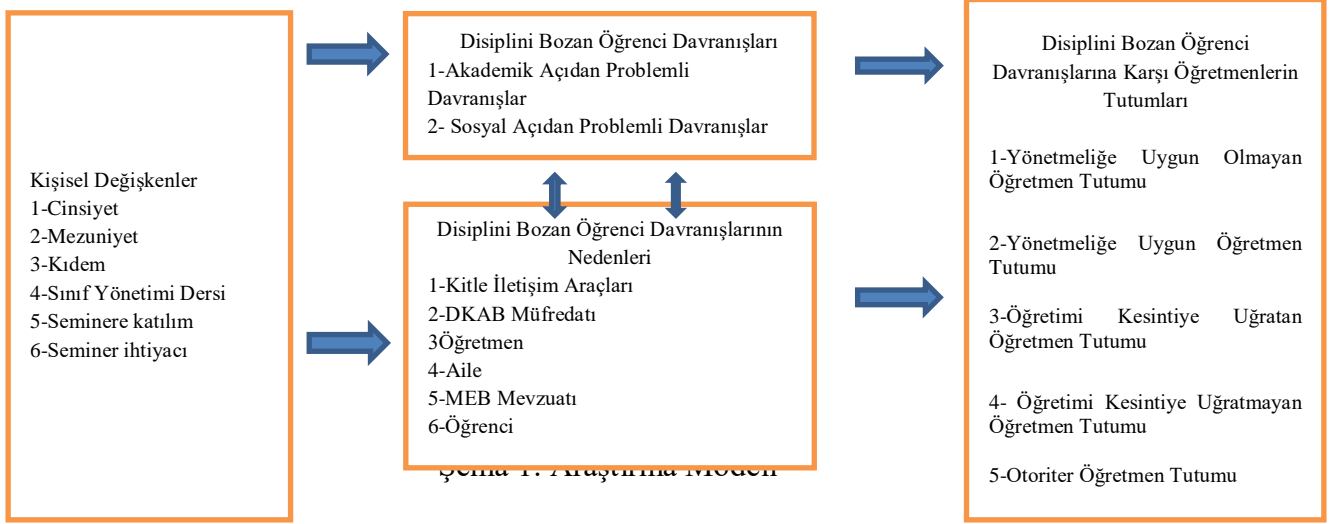 Kişisel Değişkenler
1-Cinsiyet
2-Mezuniyet
3-Kıdem
4-Sınıf Yönetimi Dersi
5-Seminere katılım
6-Seminer ihtiyacı
Disiplini Bozan Öğrenci Davranışları
1-Akademik Açıdan Problemli
Davranışlar
2- Sosyal Açıdan Problemli Davranışlar
Disiplini Bozan Öğrenci Davranışlarının
Nedenleri
1-Kitle İletişim Araçları
2-DKAB Müfredatı
3Öğretmen
4-Aile
5-MEB Mevzuatı
6-Öğrenci
Disiplini Bozan Öğrenci
Davranışlarına Karşı Öğretmenlerin
Tutumları
1-Yönetmeliğe Uygun Olmayan
Öğretmen Tutumu
2-Yönetmeliğe Uygun Öğretmen
Tutumu
3-Öğretimi Kesintiye Uğratan
Öğretmen Tutumu
4- Öğretimi Kesintiye Uğratmayan
Öğretmen Tutumu
5-Otoriter Öğretmen Tutumu
Şema 1: Araştırma Modeli